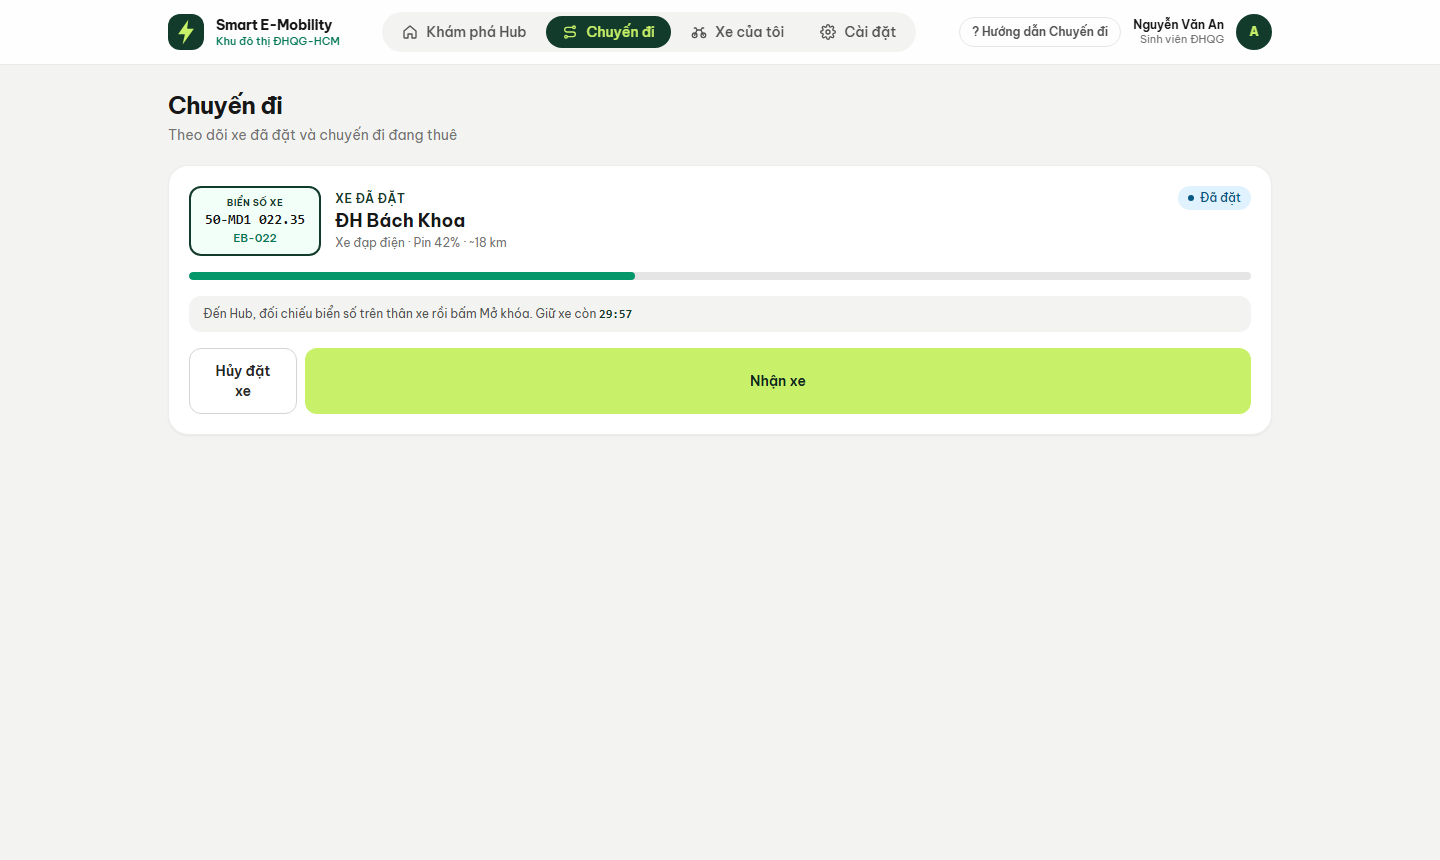 Smart E-Mobility
Khu đô thị ĐHQG-HCM
Khám phá Hub
Chuyến đi
Xe của tôi
Cài đặt
? Hướng dẫn Chuyến đi
Nguyễn Văn An
Sinh viên ĐHQG
A
Chuyến đi
Theo dõi xe đã đặt và chuyến đi đang thuê
BIỂN SỐ XE
50-MD1 022.35
EB-022
XE ĐÃ ĐẶT
ĐH Bách Khoa
Xe đạp điện · Pin 42% · ~18 km
Đã đặt
Đến Hub, đối chiếu biển số trên thân xe rồi bấm Mở khóa. Giữ xe còn 29:57
Hủy đặt
xe
Nhận xe